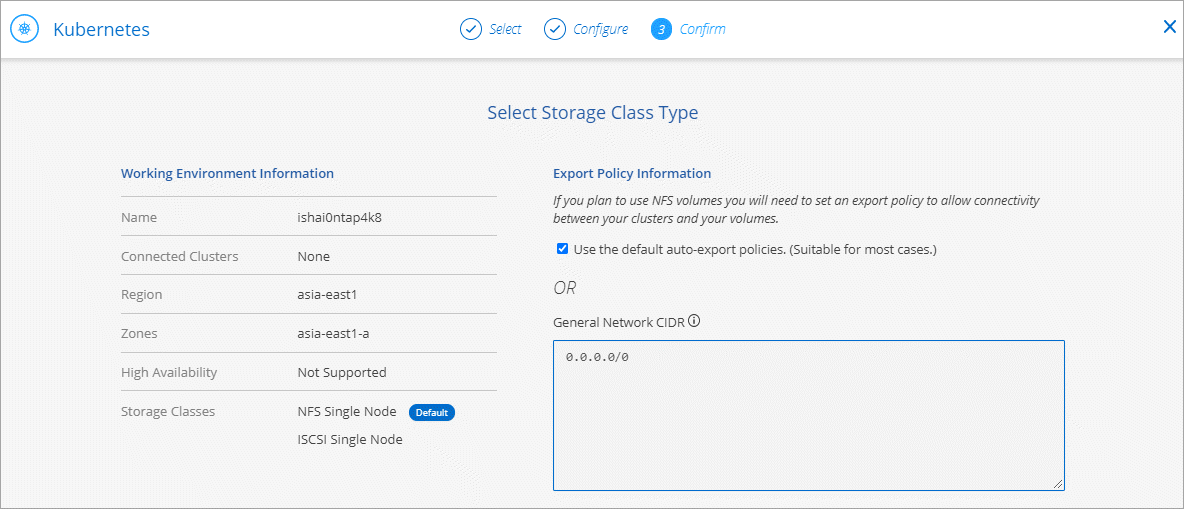 Kubernetes
Select
Configure
3 Confirm
Select Storage Class Type
Working Environment Information
Name ishai0ntap4k8
Connected Clusters None
Region asia-east1
Zones asia-east1-a
High Availability Not Supported
Storage Classes NFS Single Node Default
ISCSI Single Node
Export Policy Information
If you plan to use NFS volumes you will need to set an export policy to allow connectivity
between your clusters and your volumes.
Use the default auto-export policies. (Suitable for most cases.)
OR
General Network CIDR
0.0.0.0/0